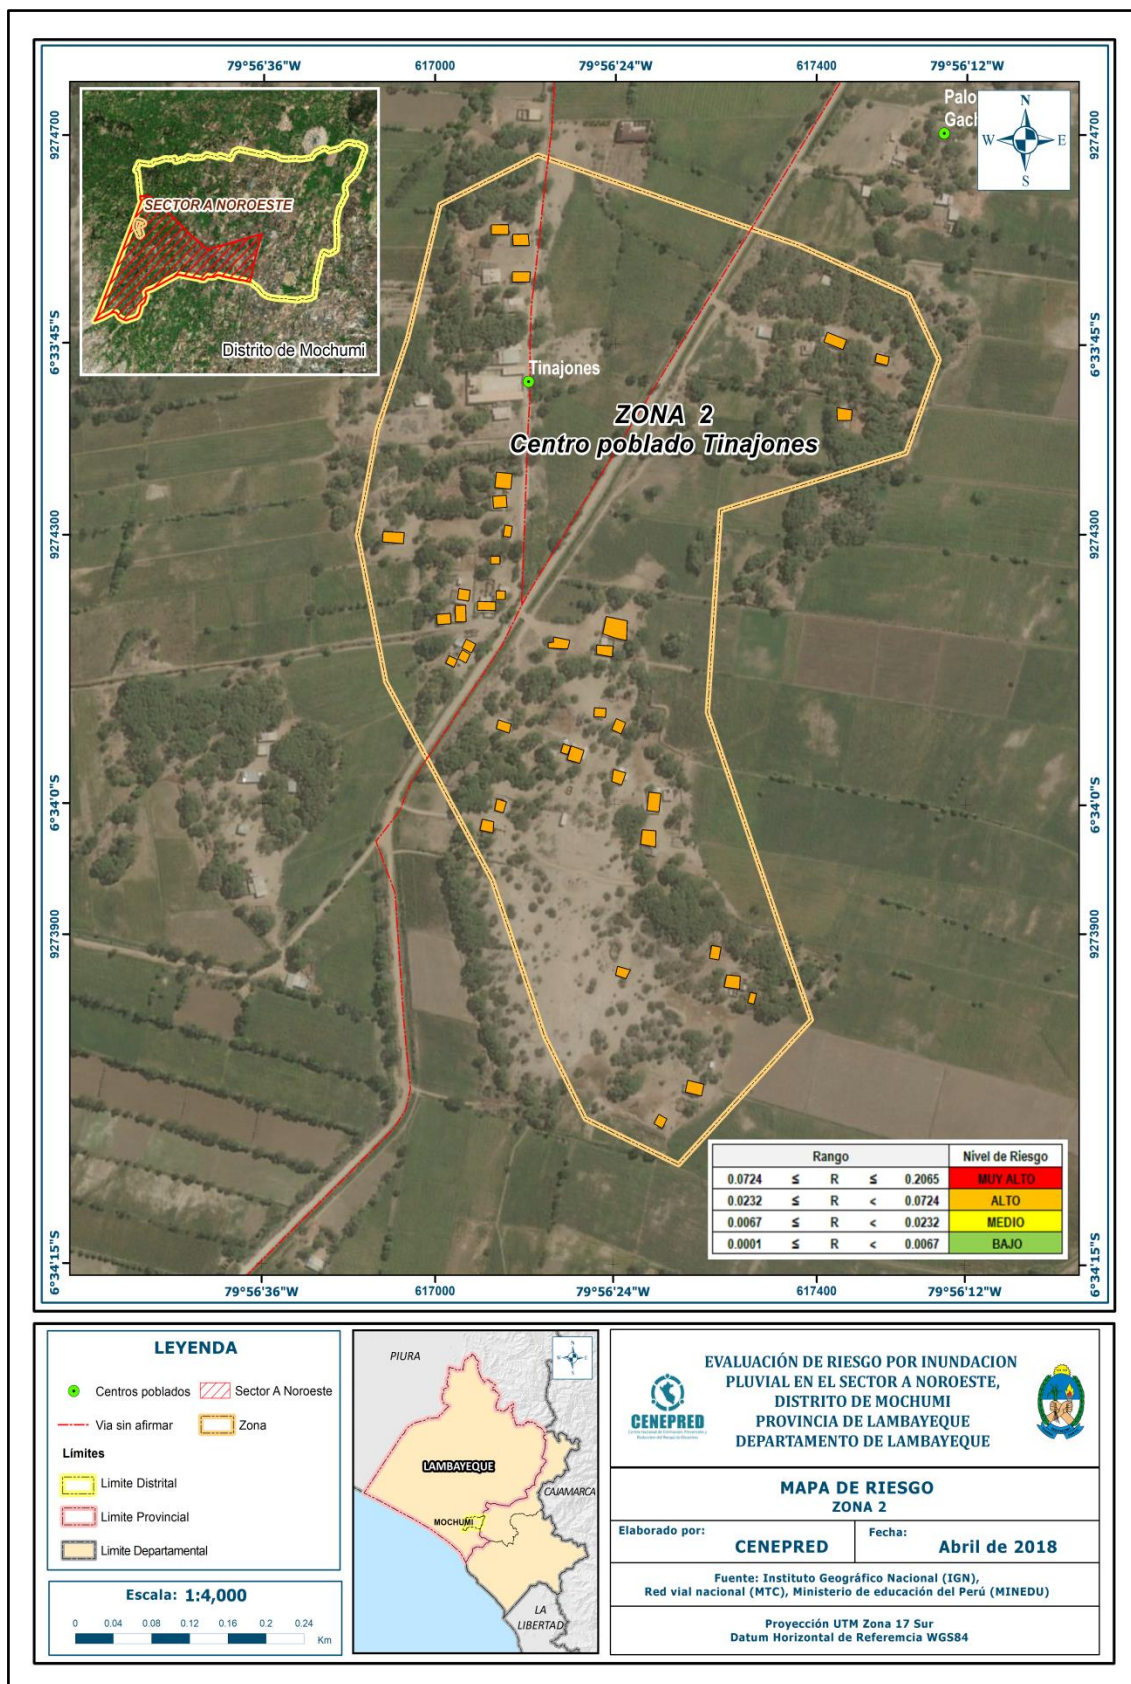 79°56'36"W
617000
79°56'24"W
617400
79°56'12"W
9274700
6°33'45"S
9274300
6°34'0"S
9273900
6°34'15"S
9274700
6°33'45"S
9274300
6°34'0"S
9273900
6°34'15"S
SECTOR A NOROESTE
Distrito de Mochumi
Palo
Gach
N
W E
S
Tinajones
ZONA 2
Centro poblado Tinajones
Rango Nivel de Riesgo
0.0724 ≤ R ≤ 0.2065 MUY ALTO
0.0232 ≤ R < 0.0724 ALTO
0.0067 ≤ R < 0.0232 MEDIO
0.0001 ≤ R < 0.0067 BAJO
79°56'36"W
617000
79°56'24"W
617400
79°56'12"W
LEYENDA
Centros poblados
Sector A Noroeste
Via sin afirmar
Zona
Límites
Limite Distrital
Limite Provincial
Limite Departamental
Escala: 1:4,000
0 0.04 0.08 0.12 0.16 0.2 0.24
Km
PIURA
LAMBAYEQUE
CAJAMARCA
MOCHUMI
LA
LIBERTAD
CENEPRED
EVALUACIÓN DE RIESGO POR INUNDACION
PLUVIAL EN EL SECTOR A NOROESTE,
DISTRITO DE MOCHUMI
PROVINCIA DE LAMBAYEQUE
DEPARTAMENTO DE LAMBAYEQUE
MAPA DE RIESGO
ZONA 2
Elaborado por:
CENEPRED
Fecha:
Abril de 2018
Fuente: Instituto Geográfico Nacional (IGN),
Red vial nacional (MTC), Ministerio de educación del Perú (MINEDU)
Proyección UTM Zona 17 Sur
Datum Horizontal de Referencia WGS84